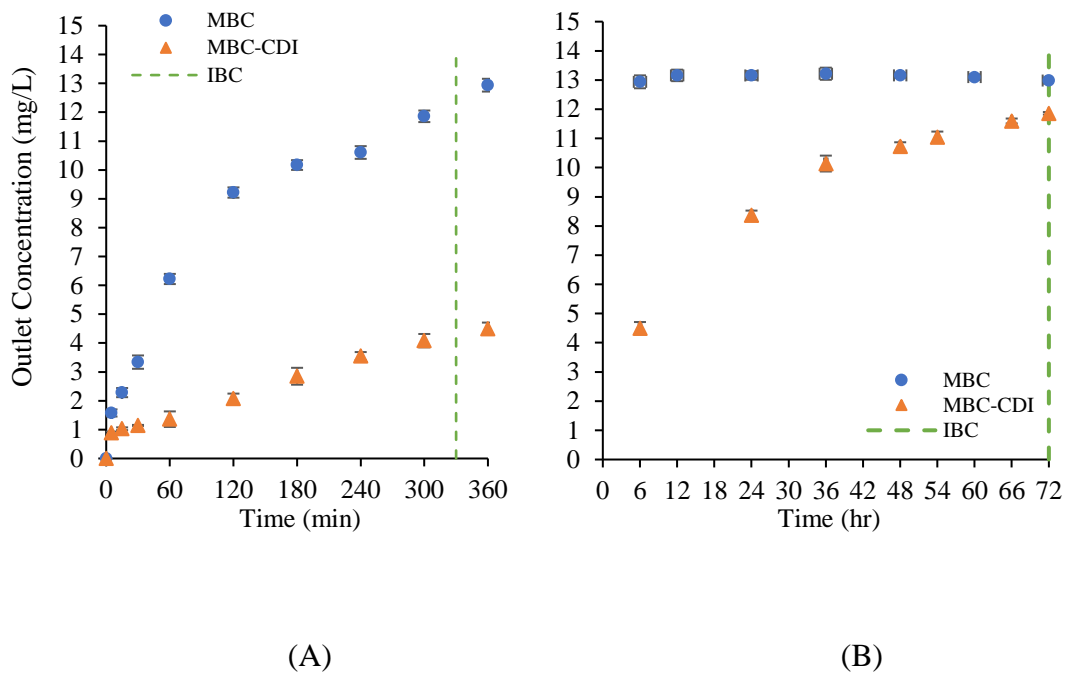 Outlet Concentration (mg/L)
15
14
13
12
11
10
9
8
7
6
5
4
3
2
1
0
MBC
MBC-CDI
IBC
0 60 120 180 240 300 360
Time (min)
(A)
15
14
13
12
11
10
9
8
7
6
5
4
3
2
1
0
MBC
MBC-CDI
IBC
0 6 12 18 24 30 36 42 48 54 60 66 72
Time (hr)
(B)